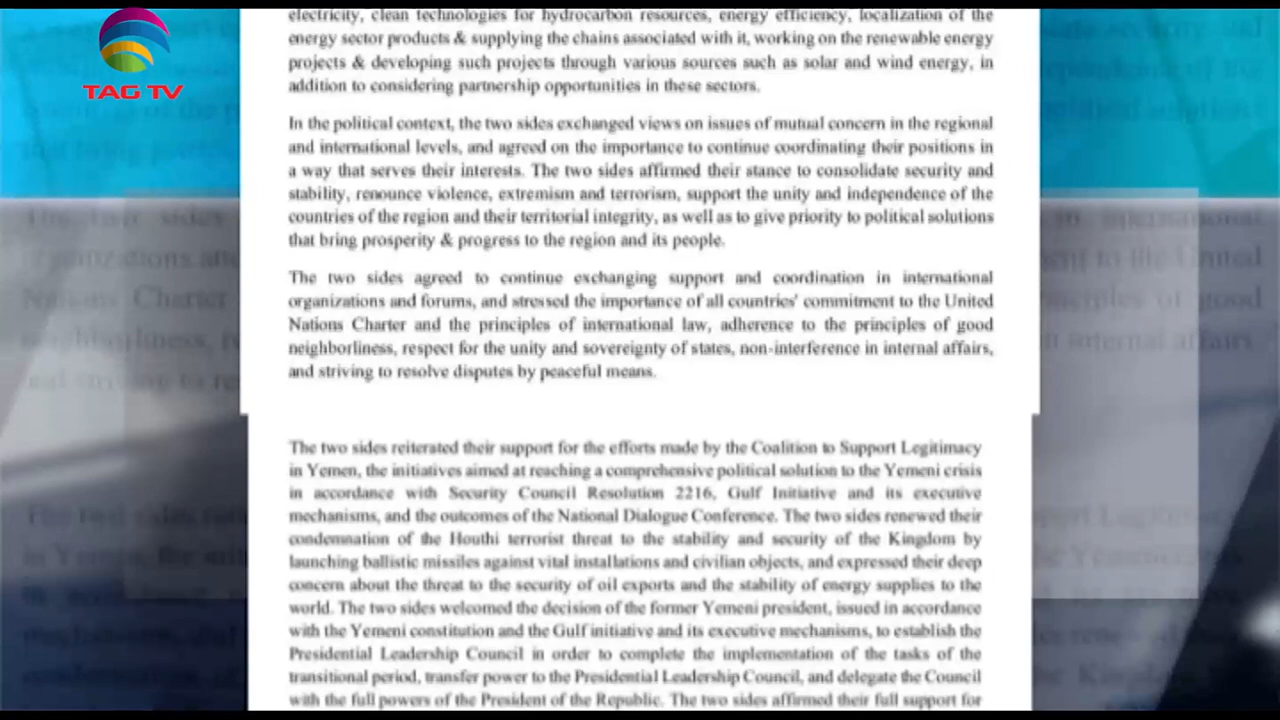 TAG TV
electricity, clean technologies for hydrocarbon resources, energy efficiency, localization of the
energy sector products & supplying the chains associated with it, working on the renewable energy
projects & developing such projects through various sources such as solar and wind energy, in
addition to considering partnership opportunities in these sectors.
In the political context, the two sides exchanged views on issues of mutual concern in the regional
and international levels, and agreed on the importance to continue coordinating their positions in
a way that serves their interests. The two sides affirmed their stance to consolidate security and
stability, renounce violence, extremism and terrorism, support the unity and independence of the
countries of the region and their territorial integrity, as well as to give priority to political solutions
that bring prosperity & progress to the region and its people.
The two sides agreed to continue exchanging support and coordination in international
organizations and forums, and stressed the importance of all countries' commitment to the United
Nations Charter and the principles of international law, adherence to the principles of good
neighborliness, respect for the unity and sovereignty of states, non-interference in internal affairs,
and striving to resolve disputes by peaceful means.
The two sides reiterated their support for the efforts made by the Coalition to Support Legitimacy
in Yemen, the initiatives aimed at reaching a comprehensive political solution to the Yemeni crisis
in accordance with Security Council Resolution 2216, Gulf Initiative and its executive
mechanisms, and the outcomes of the National Dialogue Conference. The two sides renewed their
condemnation of the Houthi terrorist threat to the stability and security of the Kingdom by
launching ballistic missiles against vital installations and civilian objects, and expressed their deep
concern about the threat to the security of oil exports and the stability of energy supplies to the
world. The two sides welcomed the decision of the former Yemeni president, issued in accordance
with the Yemeni constitution and the Gulf initiative and its executive mechanisms, to establish the
Presidential Leadership Council in order to complete the implementation of the tasks of the
transitional period, transfer power to the Presidential Leadership Council, and delegate the Council
with the full powers of the President of the Republic. The two sides affirmed their full support for